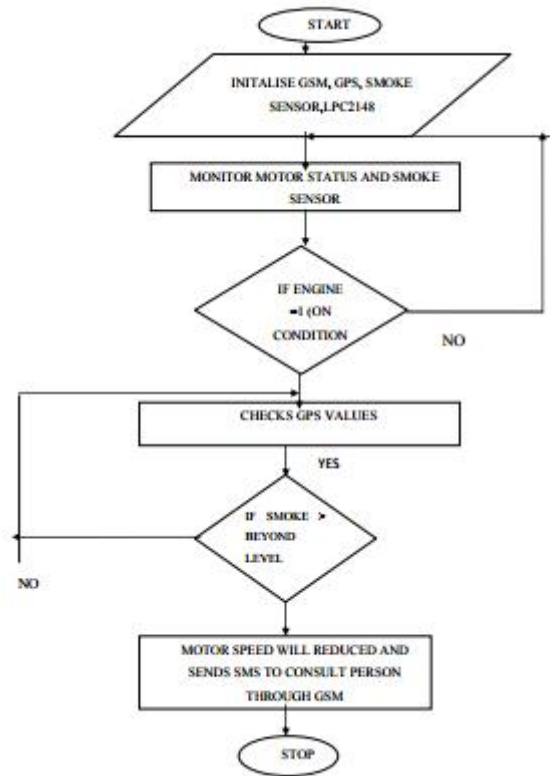 START
INITALISE GSM, GPS, SMOKE
SENSOR,LPC2148
MONITOR MOTOR STATUS AND SMOKE
SENSOR
IF ENGINE
=1 (ON
CONDITION
NO
CHECKS GPS VALUES
YES
IF SMOKE >
BEYOND
LEVEL
NO
MOTOR SPEED WILL REDUCED AND
SENDS SMS TO CONSULT PERSON
THROUGH GSM
STOP